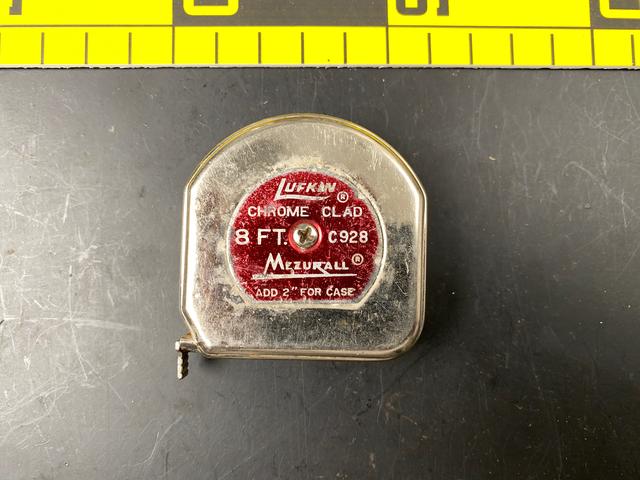 LUFKIN®
CHROME CLAD
8 FT. C928
MEZURALL®
ADD 2" FOR CASE